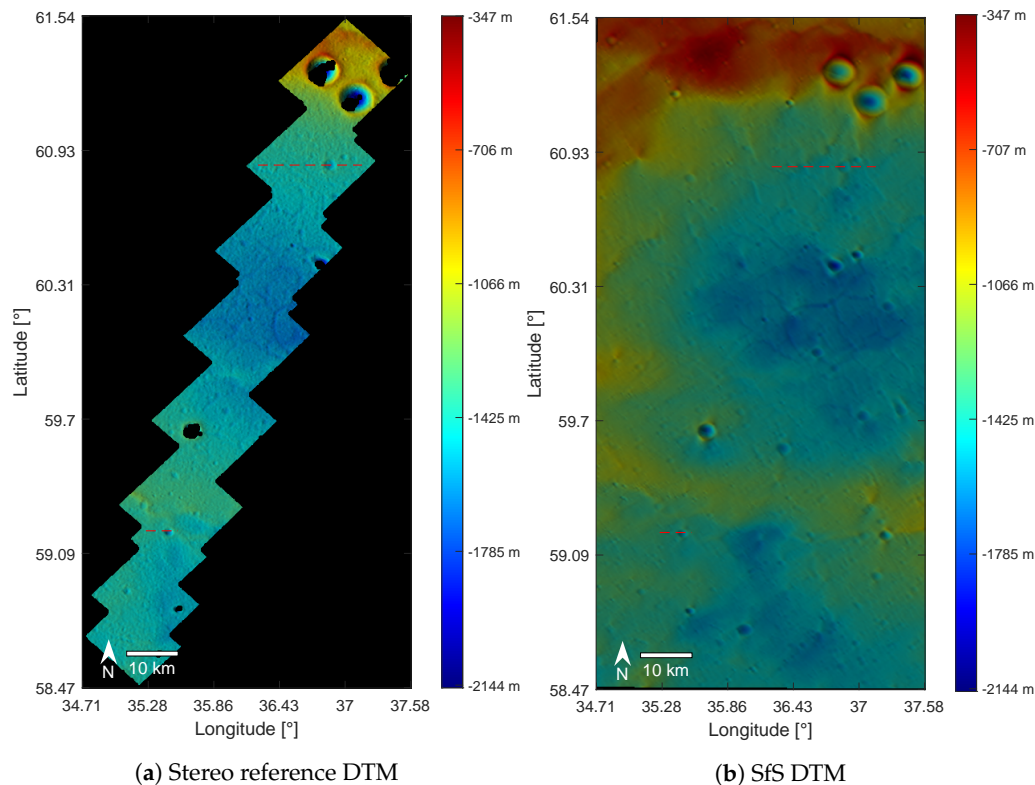 61.54
60.93
60.31
59.7
59.09
58.47
Latitude [°]
34.71 35.28 35.86 36.43 37 37.58
Longitude [°]
N
10 km
-347 m
-706 m
-1066 m
-1425 m
-1785 m
-2144 m
(a) Stereo reference DTM
61.54
60.93
60.31
59.7
59.09
58.47
Latitude [°]
34.71 35.28 35.86 36.43 37 37.58
Longitude [°]
N
10 km
-347 m
-707 m
-1066 m
-1425 m
-1785 m
-2144 m
(b) SfS DTM